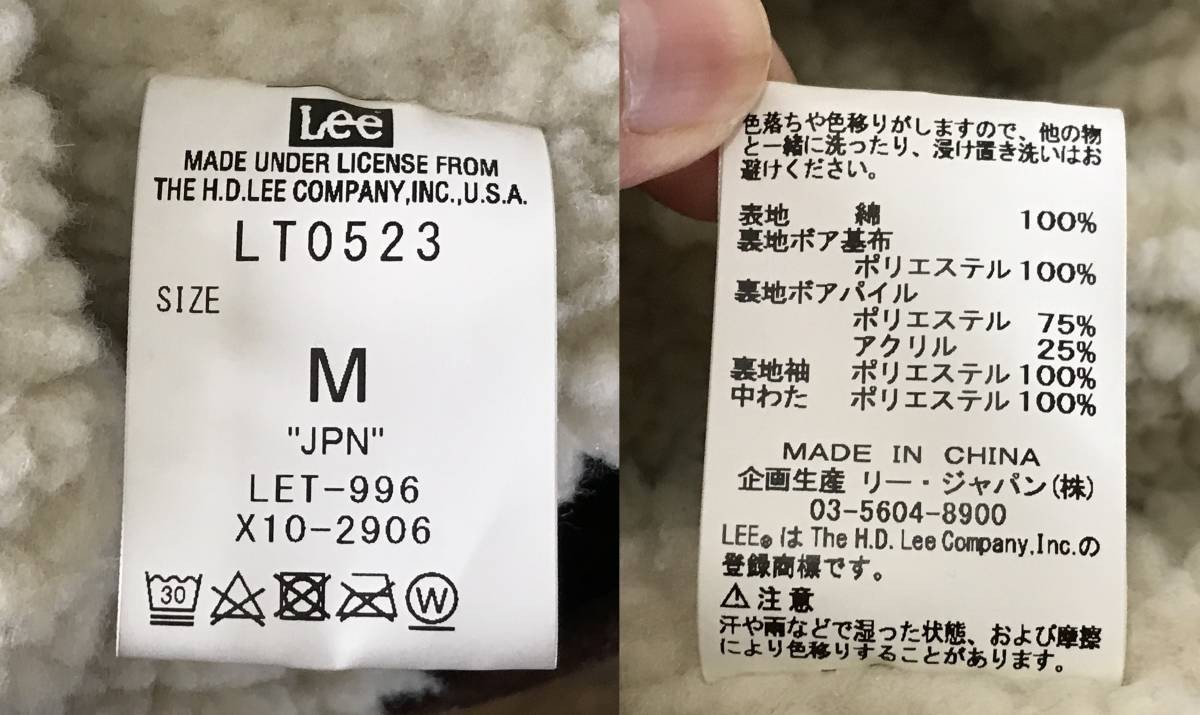 Lee
MADE UNDER LICENSE FROM
THE H.D.LEE COMPANY,INC.,U.S.A.
LT0523
SIZE
M
"JPN"
LET-996
X10-2906
30
W
色落ちや色移りがしますので、他の物
と一緒に洗ったり、浸け置き洗いはお
避けください。
表地 綿 100%
裏地ボア基布
ポリエステル 100%
裏地ボアパイル
ポリエステル 75%
アクリル 25%
裏地袖 ポリエステル 100%
中わた ポリエステル 100%
MADE IN CHINA
企画生産 リー・ジャパン(株)
03-5604-8900
LEE®は The H.D. Lee Company,Inc.の
登録商標です。
⚠注意
汗や雨などで湿った状態、および摩擦
により色移りすることがあります。